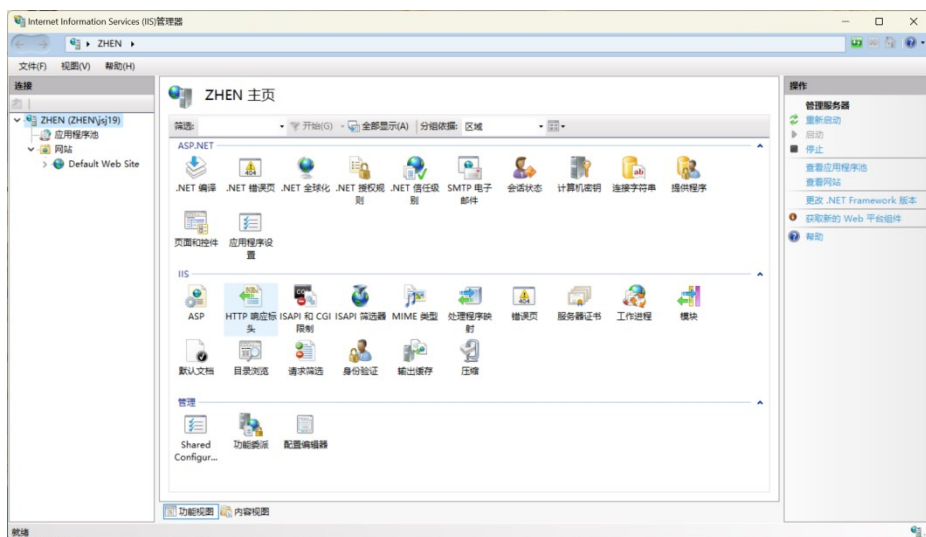 Internet Information Services (IIS)管理器
ZHEN
文件(F) 视图(V) 帮助(H)
连接
ZHEN (ZHEN\jsj19)
应用程序池
网站
Default Web Site
ZHEN 主页
筛选: 开始(G) 全部显示(A) 分组依据: 区域
ASP.NET
.NET 编译 .NET 错误页 .NET 全球化 .NET 授权规则 .NET 信任级别 SMTP 电子邮件 会话状态 计算机密钥 连接字符串 提供程序
页面和控件 应用程序设置
IIS
ASP HTTP 响应标头 ISAPI 和 CGI 限制 ISAPI 筛选器 MIME 类型 处理程序映射 错误页 服务器证书 工作进程 模块
默认文档 目录浏览 请求筛选 身份验证 输出缓存 压缩
管理
Shared Configur... 功能委派 配置编辑器
功能视图 内容视图
操作
管理服务器
重新启动
启动
停止
查看应用程序池
查看网站
更改 .NET Framework 版本
获取新的 Web 平台组件
帮助
就绪